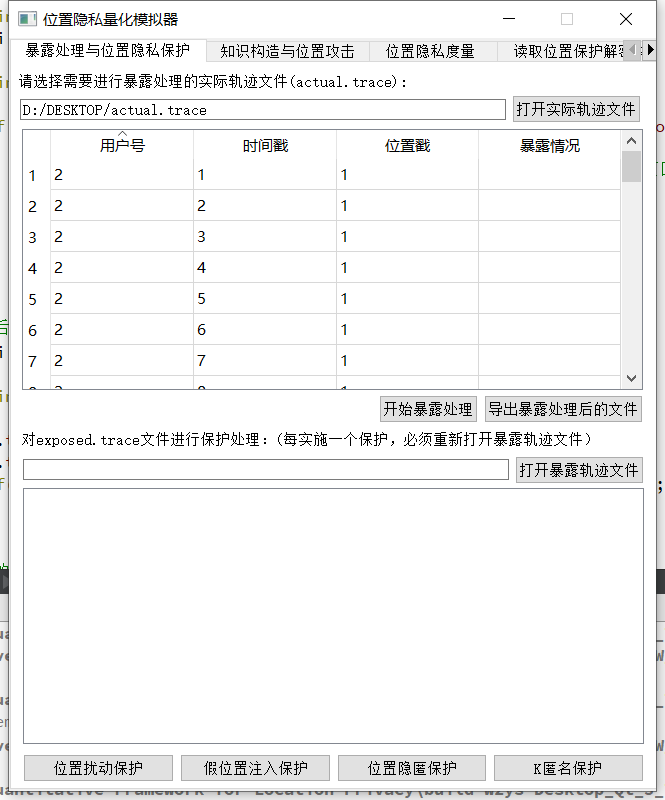 位置隐私量化模拟器
暴露处理与位置隐私保护 知识构造与位置攻击 位置隐私度量 读取位置保护解
请选择需要进行暴露处理的实际轨迹文件(actual.trace):
D:/DESKTOP/actual.trace 打开实际轨迹文件
用户号 时间戳 位置戳 暴露情况
1 2 1 1
2 2 2 1
3 2 3 1
4 2 4 1
5 2 5 1
6 2 6 1
7 2 7 1
开始暴露处理 导出暴露处理后的文件
对exposed.trace文件进行保护处理：(每实施一个保护，必须重新打开暴露轨迹文件)
打开暴露轨迹文件
位置扰动保护 假位置注入保护 位置隐匿保护 K匿名保护